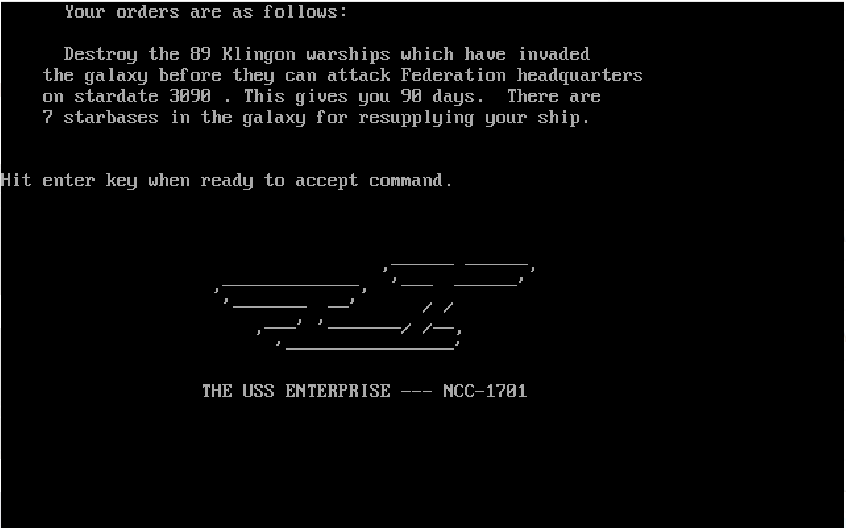 Your orders are as follows:
Destroy the 89 Klingon warships which have invaded
the galaxy before they can attack Federation headquarters
on stardate 3090 . This gives you 90 days.  There are
7 starbases in the galaxy for resupplying your ship.
Hit enter key when ready to accept command.
THE USS ENTERPRISE --- NCC-1701